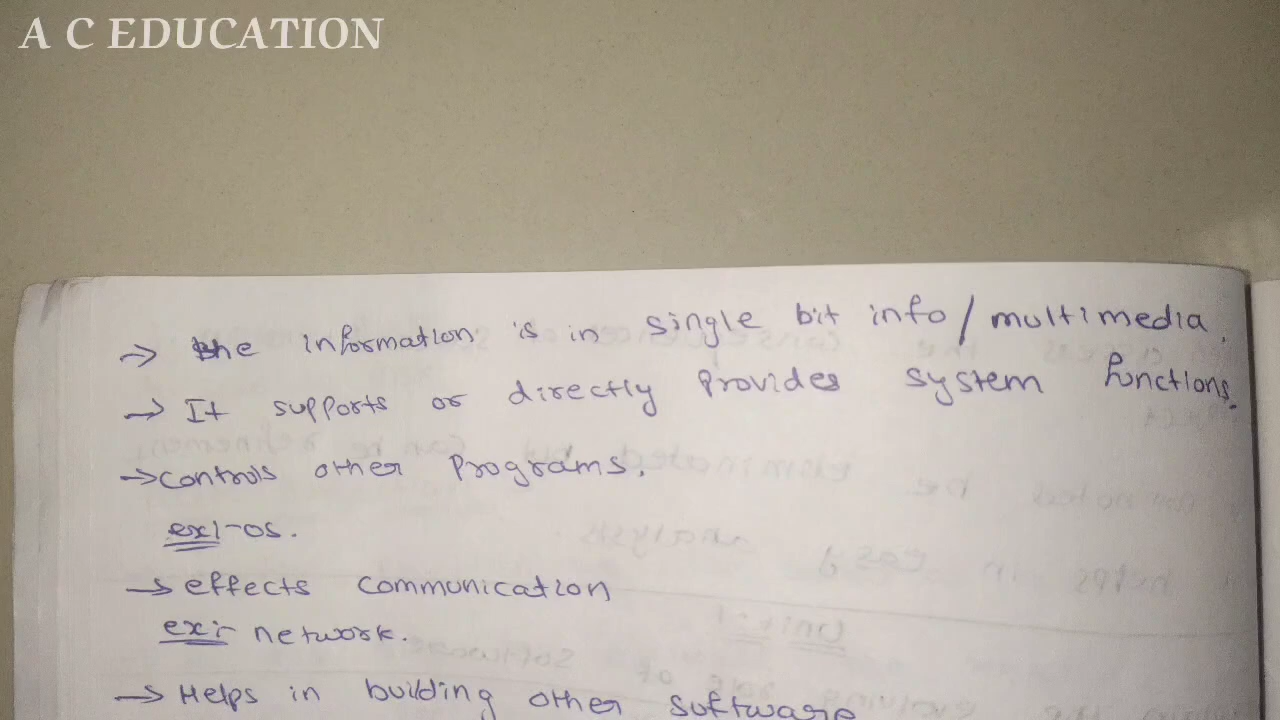 A C EDUCATION
→ the information is in single bit info / multimedia.
→ It supports or directly provides system functions.
→ controls other programs.
ex:- os.
→ effects communication
ex:- network.
→ Helps in building other software